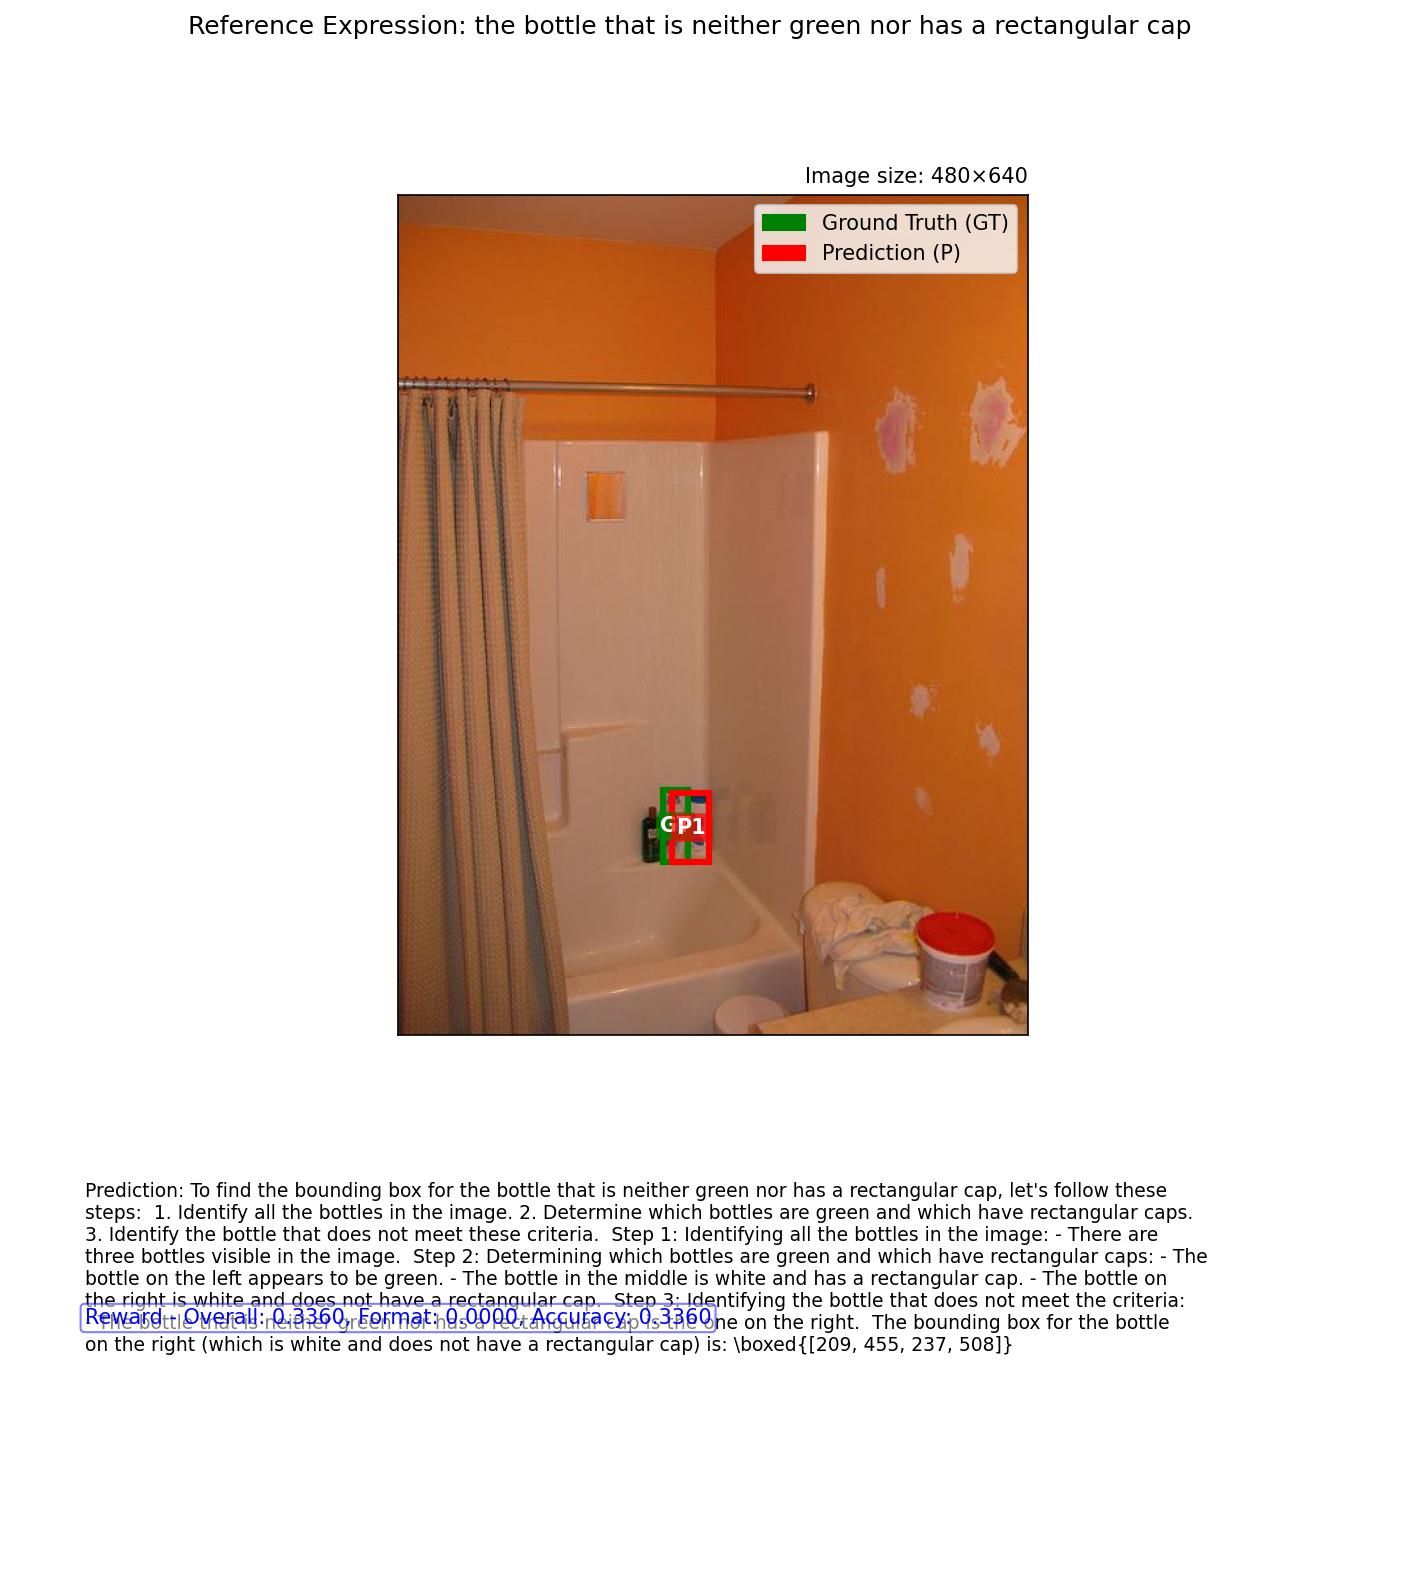 Reference Expression: the bottle that is neither green nor has a rectangular cap
Image size: 480×640
Ground Truth (GT)
Prediction (P)
G
P1
Prediction: To find the bounding box for the bottle that is neither green nor has a rectangular cap, let's follow these
steps:  1. Identify all the bottles in the image. 2. Determine which bottles are green and which have rectangular caps.
3. Identify the bottle that does not meet these criteria.  Step 1: Identifying all the bottles in the image: - There are
three bottles visible in the image.  Step 2: Determining which bottles are green and which have rectangular caps: - The
bottle on the left appears to be green. - The bottle in the middle is white and has a rectangular cap. - The bottle on
the right is white and does not have a rectangular cap.  Step 3: Identifying the bottle that does not meet the criteria:
Reward - Overall: 0.3360, Format: 0.0000, Accuracy: 0.3360
- The bottle that is neither green nor has a rectangular cap is the one on the right.  The bounding box for the bottle
on the right (which is white and does not have a rectangular cap) is: \boxed{[209, 455, 237, 508]}